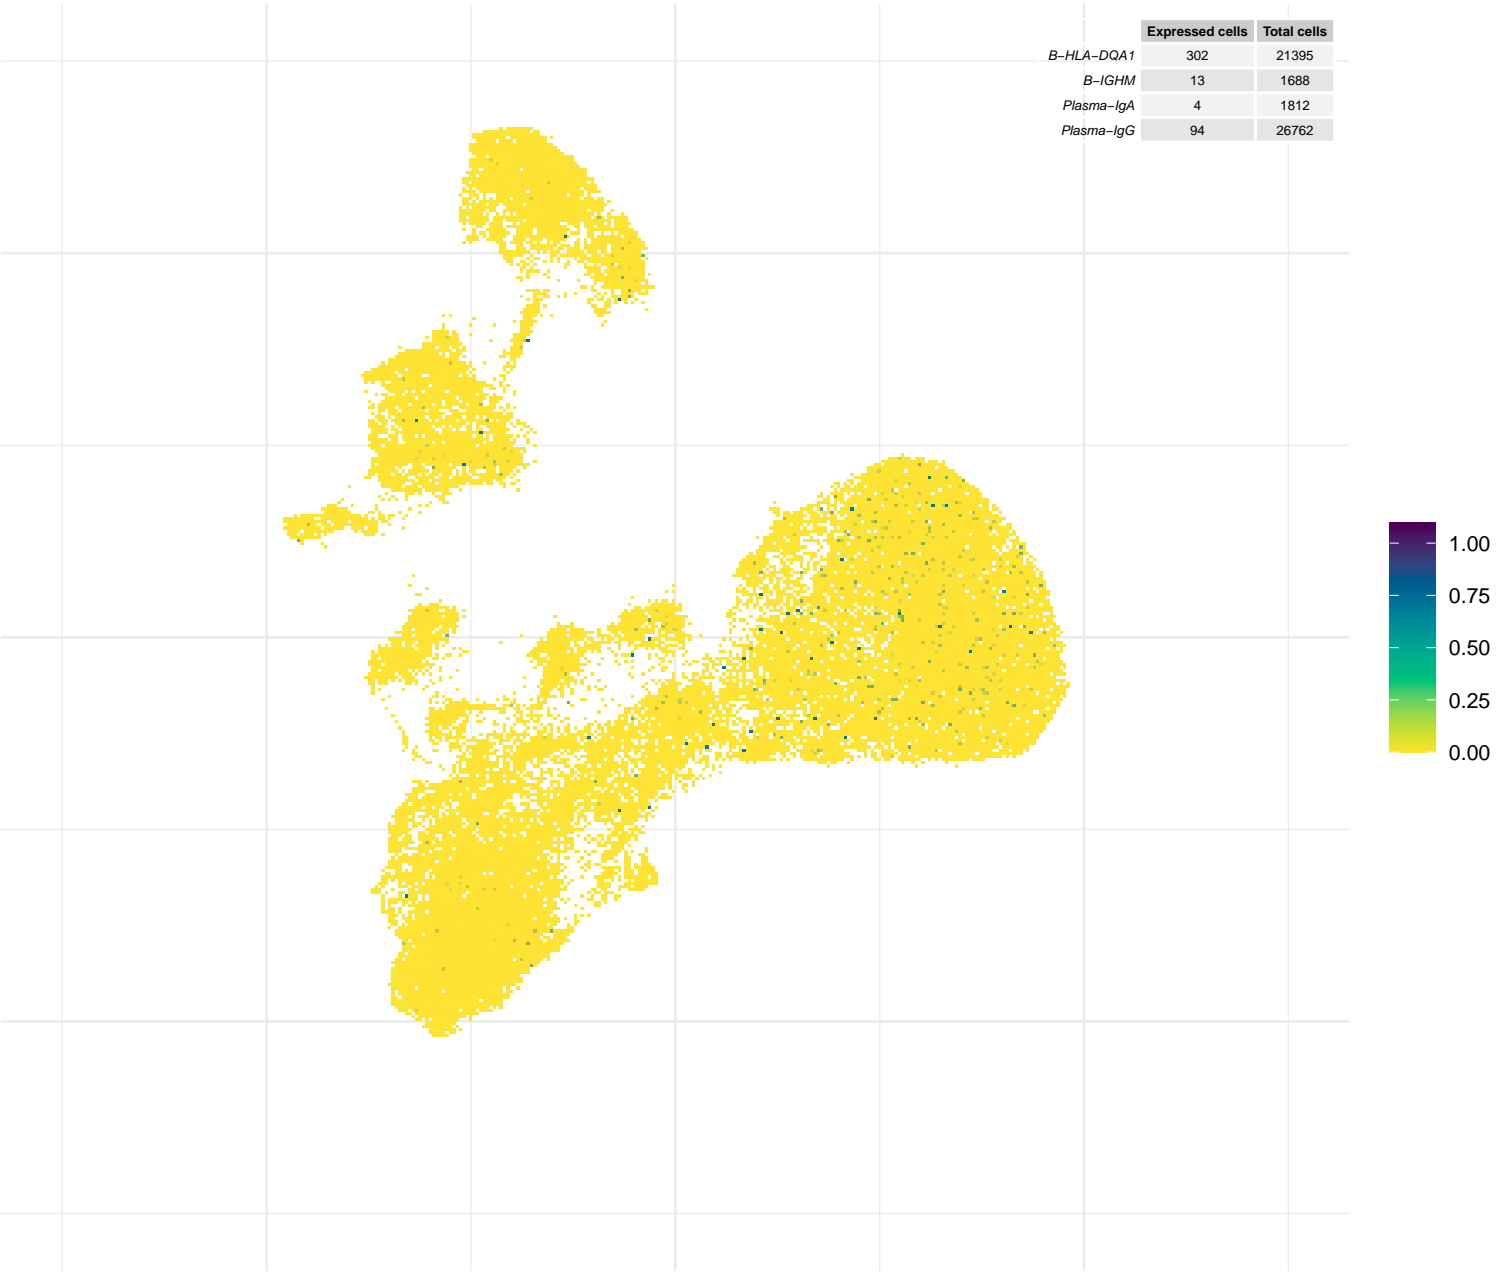 Expressed cells Total cells
B−HLA−DQA1 302 21395
B−IGHM 13 1688
Plasma−IgA 4 1812
Plasma−IgG 94 26762
1.00
0.75
0.50
0.25
0.00